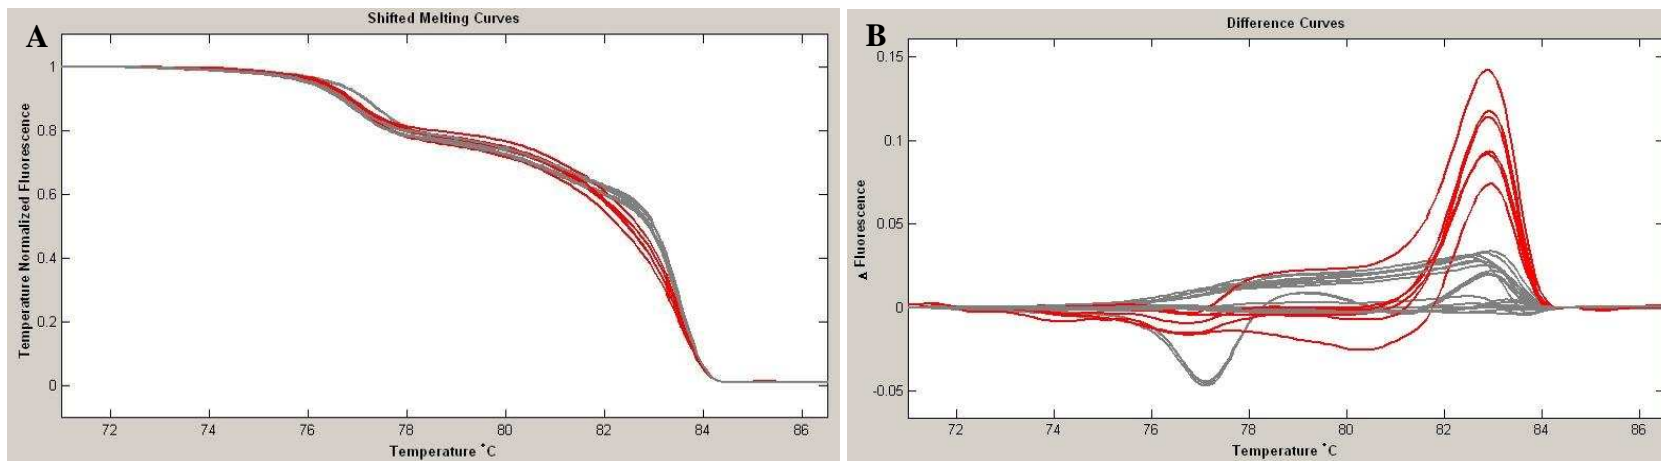 A
Shifted Melting Curves
Temperature Normalized Fluorescence
1
0.8
0.6
0.4
0.2
0
72 74 76 78 80 82 84 86
Temperature °C
B
Difference Curves
Δ Fluorescence
0.15
0.1
0.05
0
-0.05
72 74 76 78 80 82 84 86
Temperature °C